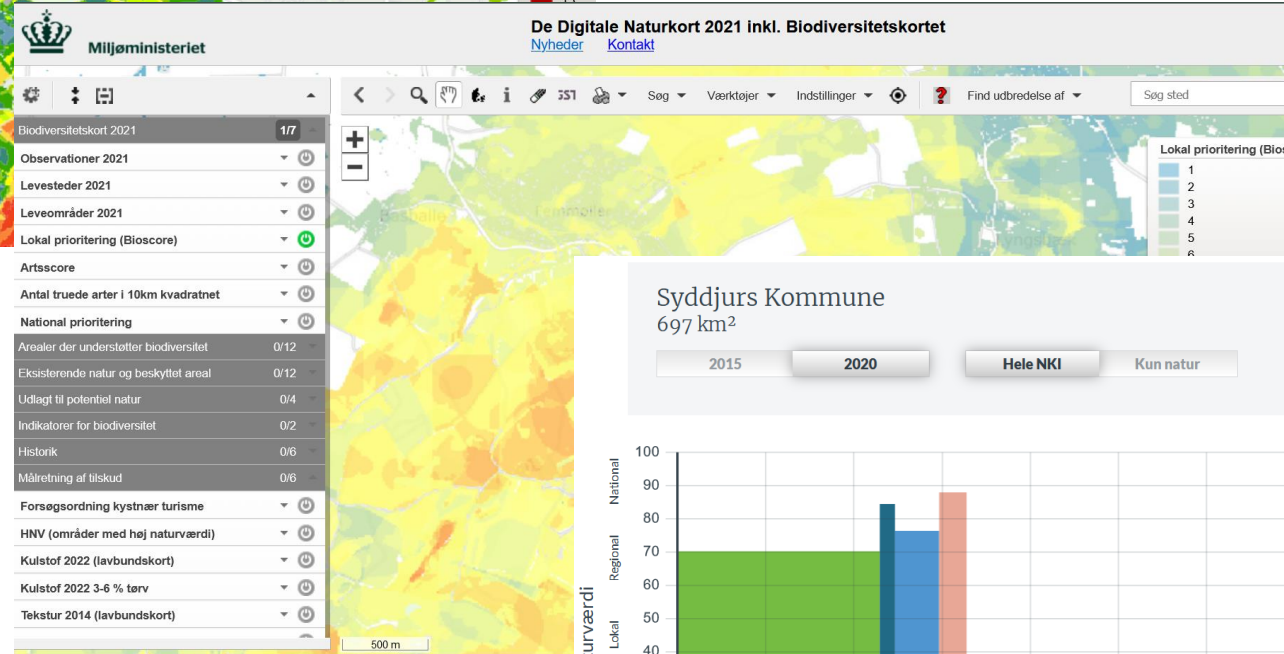 Miljøministeriet
De Digitale Naturkort 2021 inkl. Biodiversitetskortet
Nyheder Kontakt
Søg Værktøjer Indstillinger Find udbredelse af Søg sted
Biodiversitetskort 2021 1/7
Observationer 2021
Levesteder 2021
Leveområder 2021
Lokal prioritering (Bioscore)
Artsscore
Antal truede arter i 10km kvadratnet
National prioritering
Arealer der understøtter biodiversitet 0/12
Eksisterende natur og beskyttet areal 0/12
Udlagt til potentiel natur 0/4
Indikatorer for biodiversitet 0/2
Historik 0/6
Målretning af tilskud 0/6
Forsøgsordning kystnær turisme
HNV (områder med høj naturværdi)
Kulstof 2022 (lavbundskort)
Kulstof 2022 3-6 % tørv
Tekstur 2014 (lavbundskort)
+
−
Basballe
Femmøller
500 m
Lokal prioritering (Bios
1
2
3
4
5
6
Syddjurs Kommune
697 km²
2015 2020 Hele NKI Kun natur
100
90
80
70
60
50
40
National
Regional
Lokal
urværdi